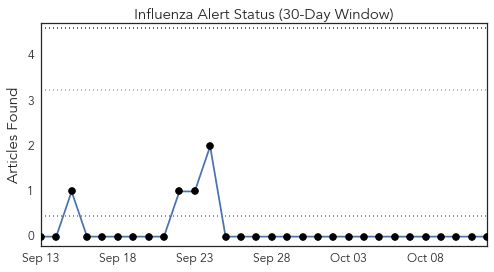 Influenza Alert Status (30-Day Window)
Articles Found
4
3
2
1
0
Sep 13 Sep 18 Sep 23 Sep 28 Oct 03 Oct 08